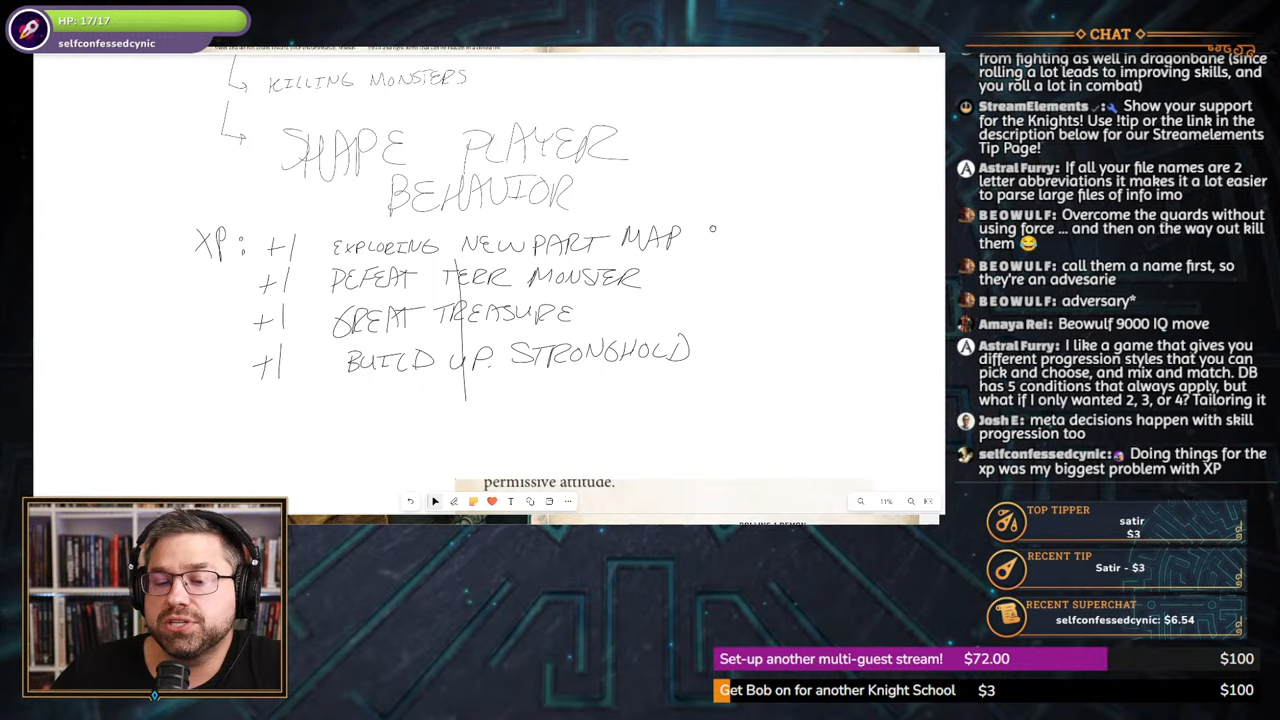 HP: 17/17
selfconfessedcynic
KILLING MONSTERS
SHAPE PLAYER
BEHAVIOR
XP: +1 EXPLORING NEW PART MAP
+1 DEFEAT TERR MONSTER
+1 GREAT TREASURE
+1 BUILD UP. STRONGHOLD
permissive attitude.
11%
ROLLING A DEMON
CHAT
from fighting as well in dragonbane (since
rolling a lot leads to improving skills, and
you roll a lot in combat)
StreamElements : Show your support
for the Knights! Use !tip or the link in the
description below for our Streamelements
Tip Page!
Astral Furry: If all your file names are 2
letter abbreviations it makes it a lot easier
to parse large files of info imo
BEOWULF: Overcome the guards without
using force ... and then on the way out kill
them 😂
BEOWULF: call them a name first, so
they're an advesarie
BEOWULF: adversary*
Amaya Rei: Beowulf 9000 IQ move
Astral Furry: I like a game that gives you
different progression styles that you can
pick and choose, and mix and match. DB
has 5 conditions that always apply, but
what if I only wanted 2, 3, or 4? Tailoring it
Josh E: meta decisions happen with skill
progression too
selfconfessedcynic: Doing things for the
xp was my biggest problem with XP
TOP TIPPER
satir
$3
RECENT TIP
Satir - $3
RECENT SUPERCHAT
selfconfessedcynic: $6.54
Set-up another multi-guest stream! $72.00 $100
Get Bob on for another Knight School $3 $100